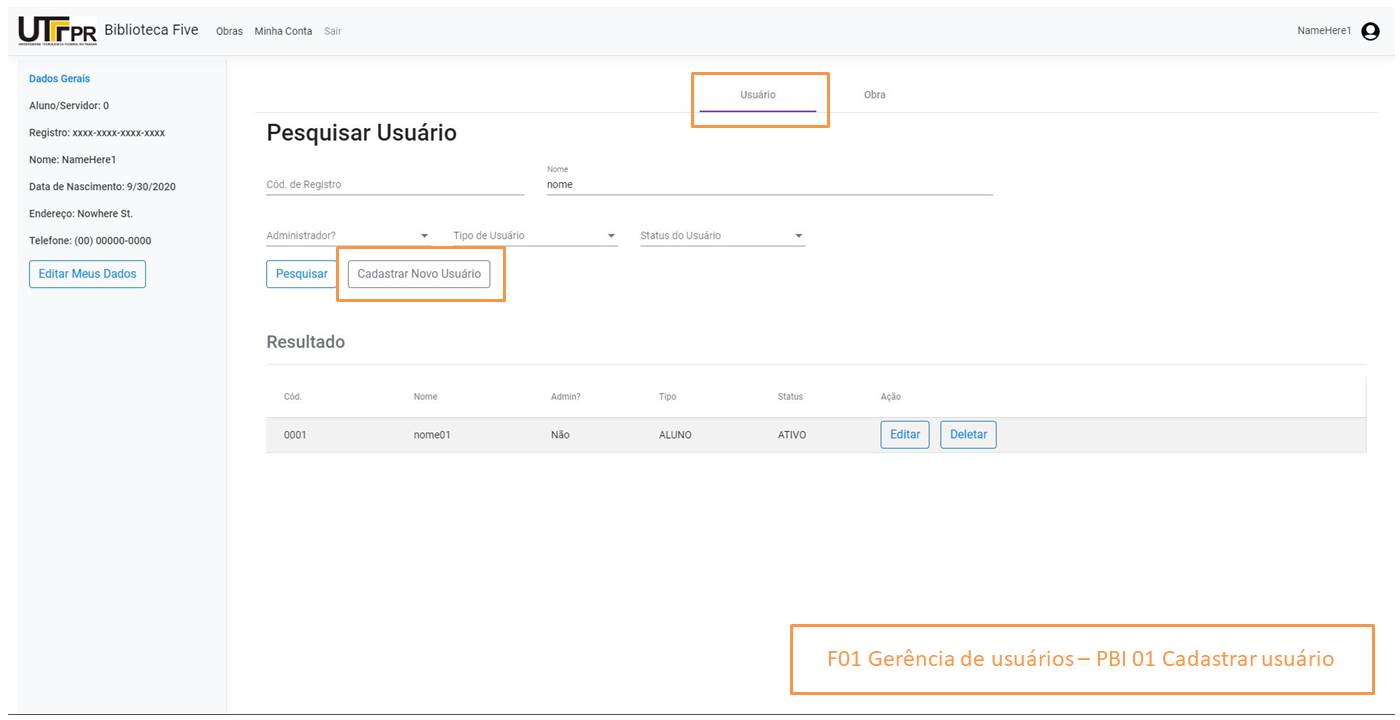 UTFPR Biblioteca Five Obras Minha Conta Sair NameHere1
UNIVERSIDADE TECNOLÓGICA FEDERAL DO PARANÁ
Dados Gerais
Aluno/Servidor: 0
Registro: xxxx-xxxx-xxxx-xxxx
Nome: NameHere1
Data de Nascimento: 9/30/2020
Endereço: Nowhere St.
Telefone: (00) 00000-0000
Editar Meus Dados
Usuário Obra
Pesquisar Usuário
Nome
Cód. de Registro nome
Administrador? Tipo de Usuário Status do Usuário
Pesquisar Cadastrar Novo Usuário
Resultado
Cód. Nome Admin? Tipo Status Ação
0001 nome01 Não ALUNO ATIVO Editar Deletar
F01 Gerência de usuários – PBI 01 Cadastrar usuário